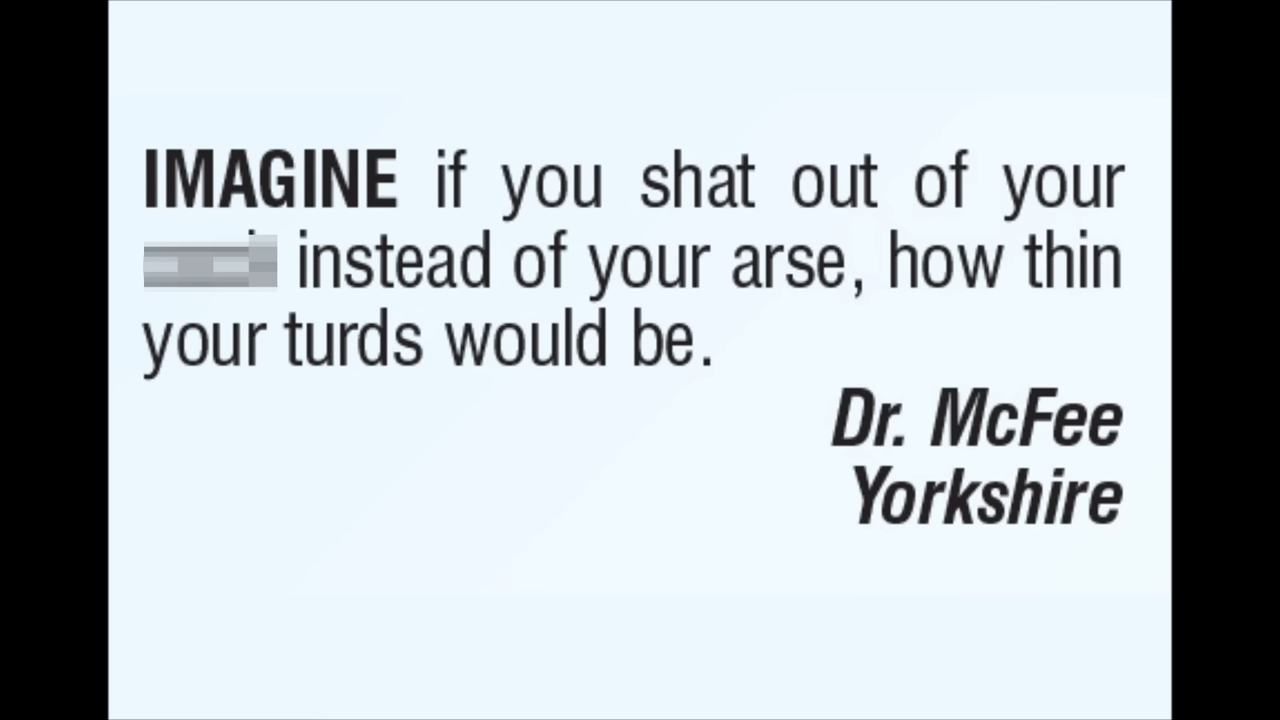 IMAGINE if you shat out of your
instead of your arse, how thin
your turds would be.
Dr. McFee
Yorkshire